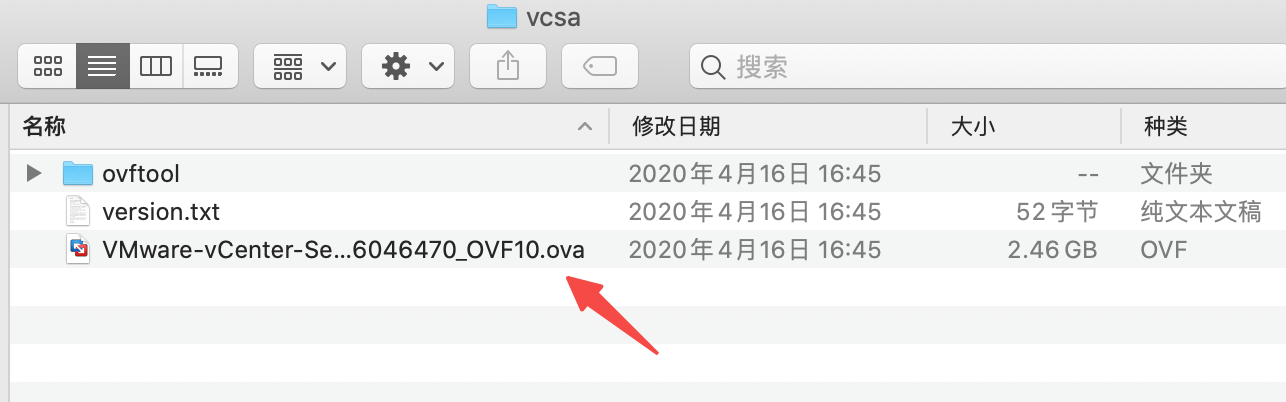 vcsa
搜索
名称 修改日期 大小 种类
ovftool 2020年4月16日 16:45 -- 文件夹
version.txt 2020年4月16日 16:45 52 字节 纯文本文稿
VMware-vCenter-Se...6046470_OVF10.ova 2020年4月16日 16:45 2.46 GB OVF